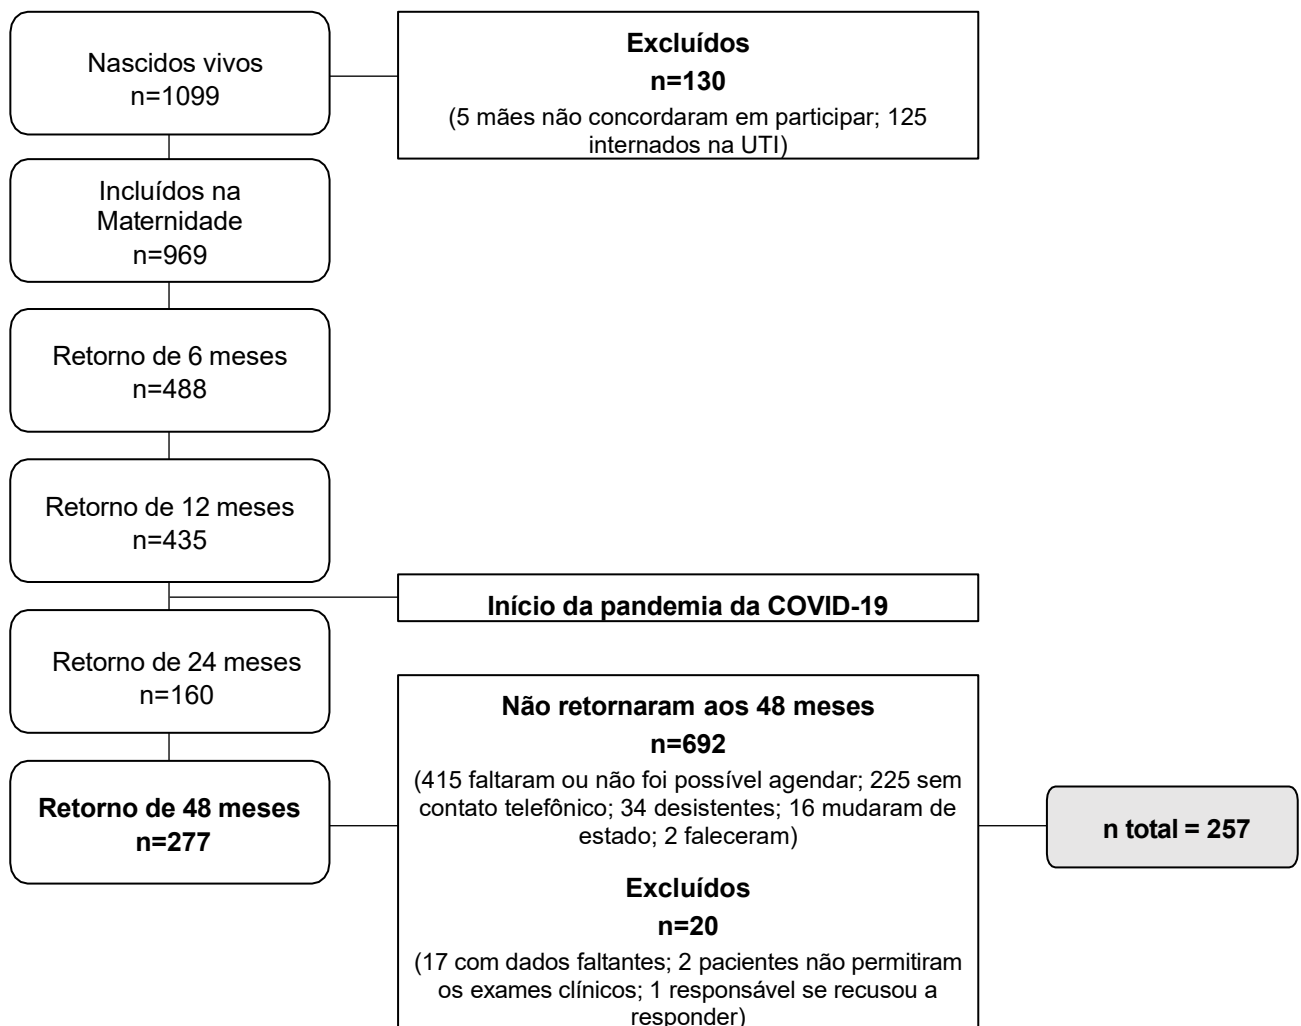 Nascidos vivos
n=1099
Excluídos
n=130
(5 mães não concordaram em participar; 125
internados na UTI)
Incluídos na
Maternidade
n=969
Retorno de 6 meses
n=488
Retorno de 12 meses
n=435
Início da pandemia da COVID-19
Retorno de 24 meses
n=160
Retorno de 48 meses
n=277
Não retornaram aos 48 meses
n=692
(415 faltaram ou não foi possível agendar; 225 sem
contato telefônico; 34 desistentes; 16 mudaram de
estado; 2 faleceram)
Excluídos
n=20
(17 com dados faltantes; 2 pacientes não permitiram
os exames clínicos; 1 responsável se recusou a
responder)
n total = 257